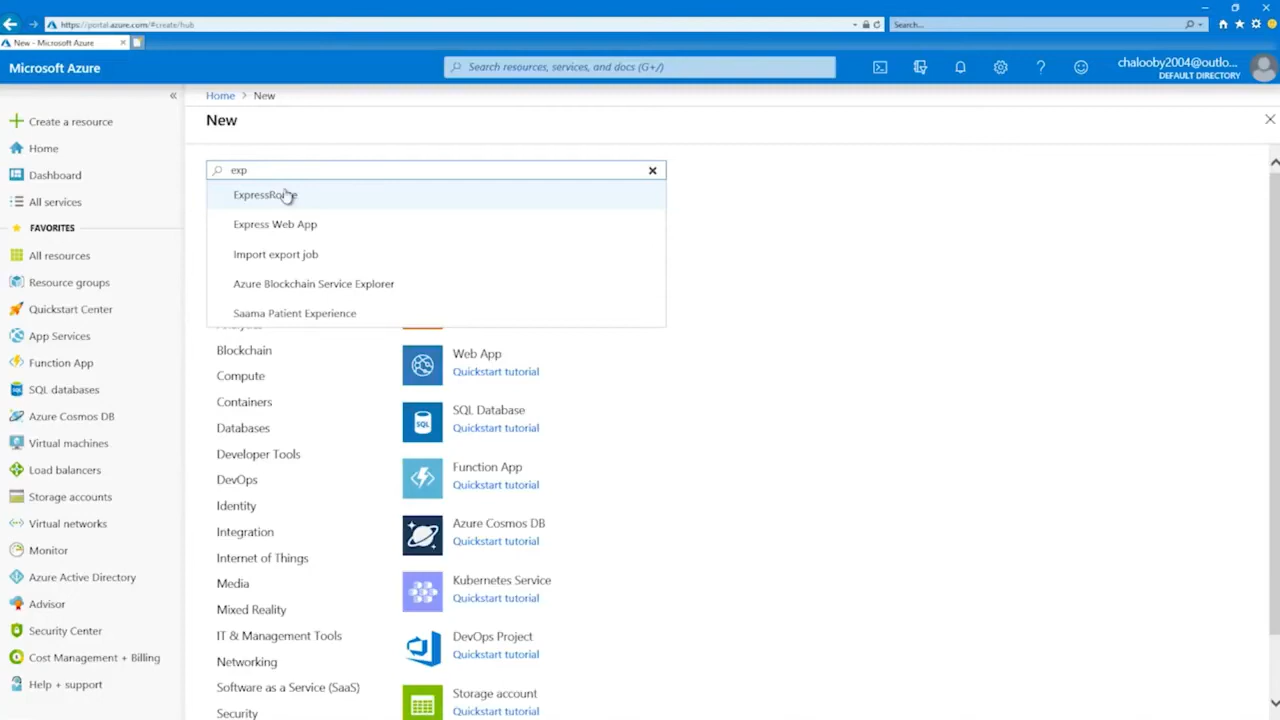 https://portal.azure.com/#create/hub
Search...
New - Microsoft Azure
Microsoft Azure
Search resources, services, and docs (G+/)
chalooby2004@outlo...
DEFAULT DIRECTORY
Create a resource
Home
Dashboard
All services
FAVORITES
All resources
Resource groups
Quickstart Center
App Services
Function App
SQL databases
Azure Cosmos DB
Virtual machines
Load balancers
Storage accounts
Virtual networks
Monitor
Azure Active Directory
Advisor
Security Center
Cost Management + Billing
Help + support
Home > New
New
exp
ExpressRoute
Express Web App
Import export job
Azure Blockchain Service Explorer
Saama Patient Experience
Blockchain
Compute
Containers
Databases
Developer Tools
DevOps
Identity
Integration
Internet of Things
Media
Mixed Reality
IT & Management Tools
Networking
Software as a Service (SaaS)
Security
Web App
Quickstart tutorial
SQL Database
Quickstart tutorial
Function App
Quickstart tutorial
Azure Cosmos DB
Quickstart tutorial
Kubernetes Service
Quickstart tutorial
DevOps Project
Quickstart tutorial
Storage account
Quickstart tutorial